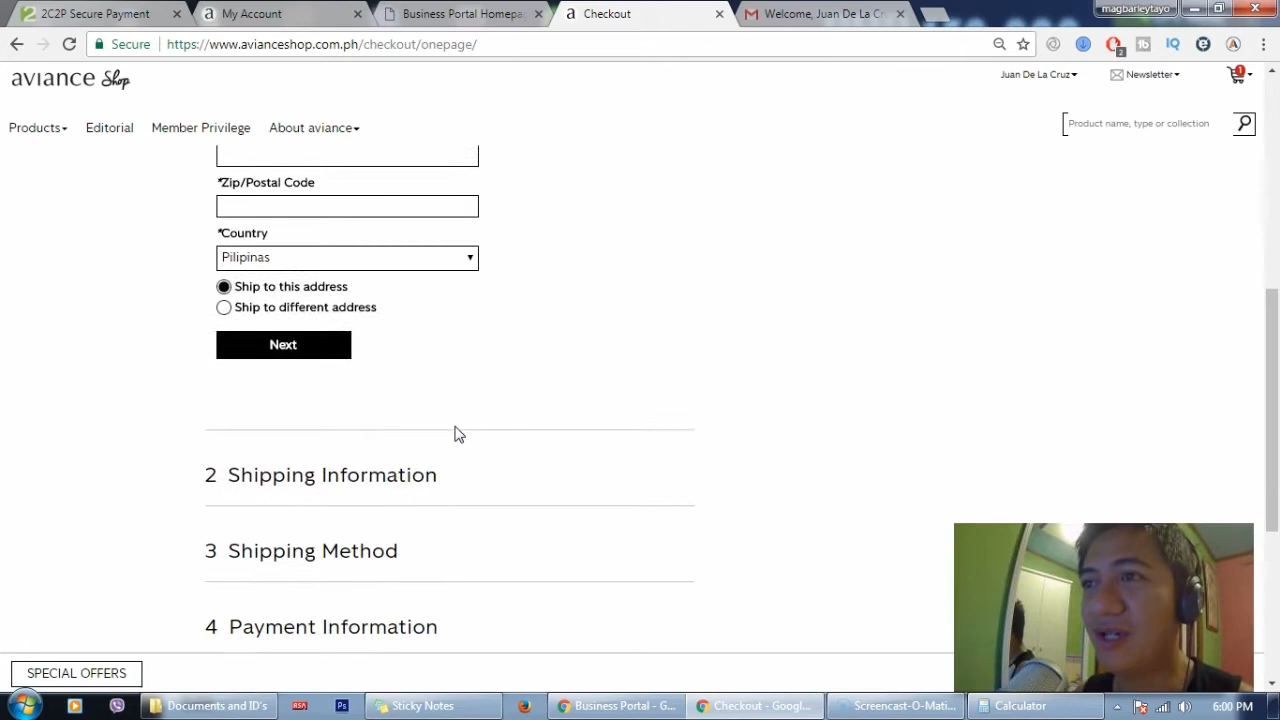 2C2P Secure Payment
My Account
Business Portal Homepag
Checkout
Welcome, Juan De La Cr
magbarleytayo
Secure
https://www.avianceshop.com.ph/checkout/onepage/
2
aviance Shop
Juan De La Cruz
Newsletter
1
Products
Editorial
Member Privilege
About aviance
Product name, type or collection
*Zip/Postal Code
*Country
Pilipinas
Ship to this address
Ship to different address
Next
2 Shipping Information
3 Shipping Method
4 Payment Information
SPECIAL OFFERS
Documents and ID's
Sticky Notes
Business Portal - G...
Checkout - Googl...
Screencast-O-Mati...
Calculator
6:00 PM